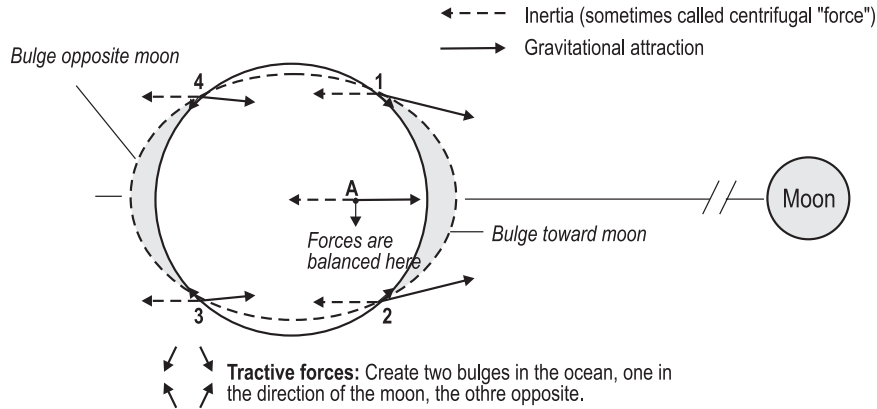 Inertia (sometimes called centrifugal "force")
Gravitational attraction
Bulge opposite moon
4
1
A
Moon
Forces are
balanced here
Bulge toward moon
3
2
Tractive forces: Create two bulges in the ocean, one in
the direction of the moon, the othre opposite.